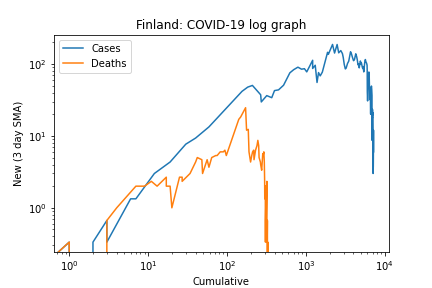 Finland: COVID-19 log graph
Cases
Deaths
New (3 day SMA)
10²
10¹
10⁰
10⁰ 10¹ 10² 10³ 10⁴
Cumulative